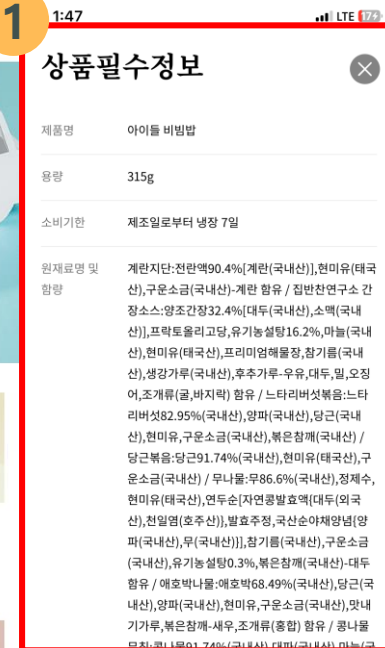 1
1:47
LTE 17
상품필수정보
제품명 아이들 비빔밥
용량 315g
소비기한 제조일로부터 냉장 7일
원재료명 및 함량
계란지단:전란액90.4%[계란(국내산)],현미유(태국
산),구운소금(국내산)-계란 함유 / 집반찬연구소 간
장소스:양조간장32.4%[대두(국내산),소맥(국내
산)],프락토올리고당,유기농설탕16.2%,마늘(국내
산),현미유(태국산),프리미엄해물장,참기름(국내
산),생강가루(국내산),후추가루-우유,대두,밀,오징
어,조개류(굴,바지락) 함유 / 느타리버섯볶음:느타
리버섯82.95%(국내산),양파(국내산),당근(국내
산),현미유,구운소금(국내산),볶은참깨(국내산) /
당근볶음:당근91.74%(국내산),현미유(태국산),구
운소금(국내산) / 무나물:무86.6%(국내산),정제수,
현미유(태국산),연두순[자연콩발효액{대두(외국
산),천일염(호주산)},발효주정,국산순야채양념{양
파(국내산),무(국내산)}],참기름(국내산),구운소금
(국내산),유기농설탕0.3%,볶은참깨(국내산)-대두
함유 / 애호박나물:애호박68.49%(국내산),당근(국
내산),양파(국내산),현미유,구운소금(국내산),맛내
기가루,볶은참깨-새우,조개류(홍합) 함유 / 콩나물
무침:콩나물91.74%(국내산),대파(국내산),마늘(국